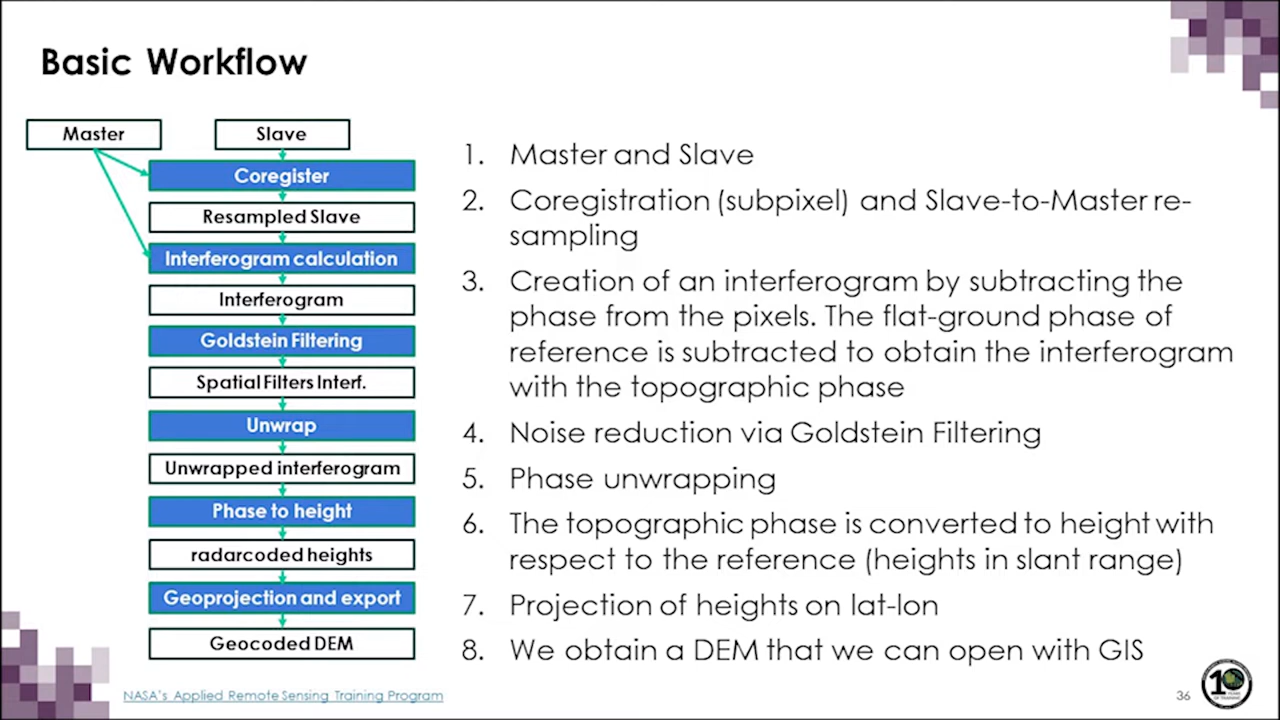 Basic Workflow
Master
Slave
Coregister
Resampled Slave
Interferogram calculation
Interferogram
Goldstein Filtering
Spatial Filters Interf.
Unwrap
Unwrapped interferogram
Phase to height
radarcoded heights
Geoprojection and export
Geocoded DEM
1. Master and Slave
2. Coregistration (subpixel) and Slave-to-Master re-
sampling
3. Creation of an interferogram by subtracting the
phase from the pixels. The flat-ground phase of
reference is subtracted to obtain the interferogram
with the topographic phase
4. Noise reduction via Goldstein Filtering
5. Phase unwrapping
6. The topographic phase is converted to height with
respect to the reference (heights in slant range)
7. Projection of heights on lat-lon
8. We obtain a DEM that we can open with GIS
NASA's Applied Remote Sensing Training Program
36
10